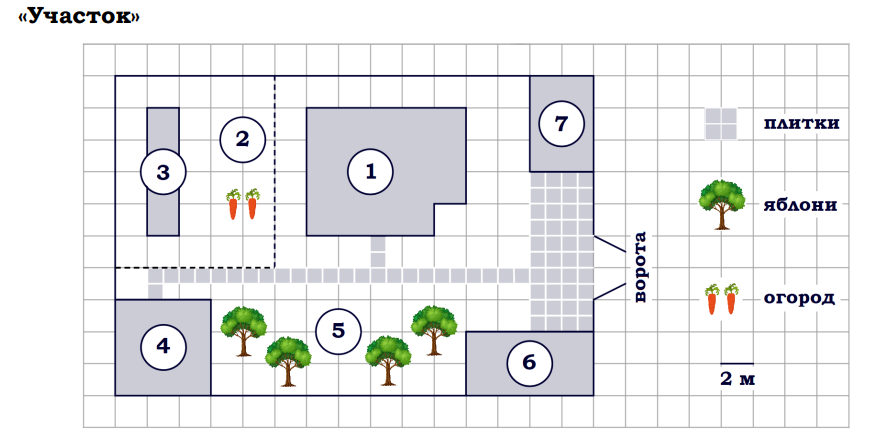 «Участок»
7
плитки
2
1
3
яблони
ворота
огород
5
4
6
2 м